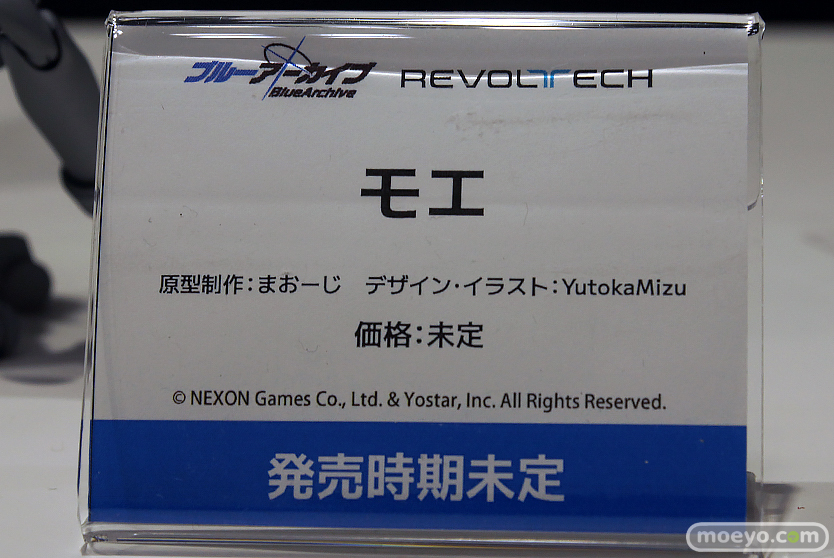 ブルーアーカイブ REVOLTECH
BlueArchive
モエ
原型制作：まおーじ　デザイン・イラスト：YutokaMizu
価格：未定
© NEXON Games Co., Ltd. & Yostar, Inc. All Rights Reserved.
発売時期未定
moeyo.com